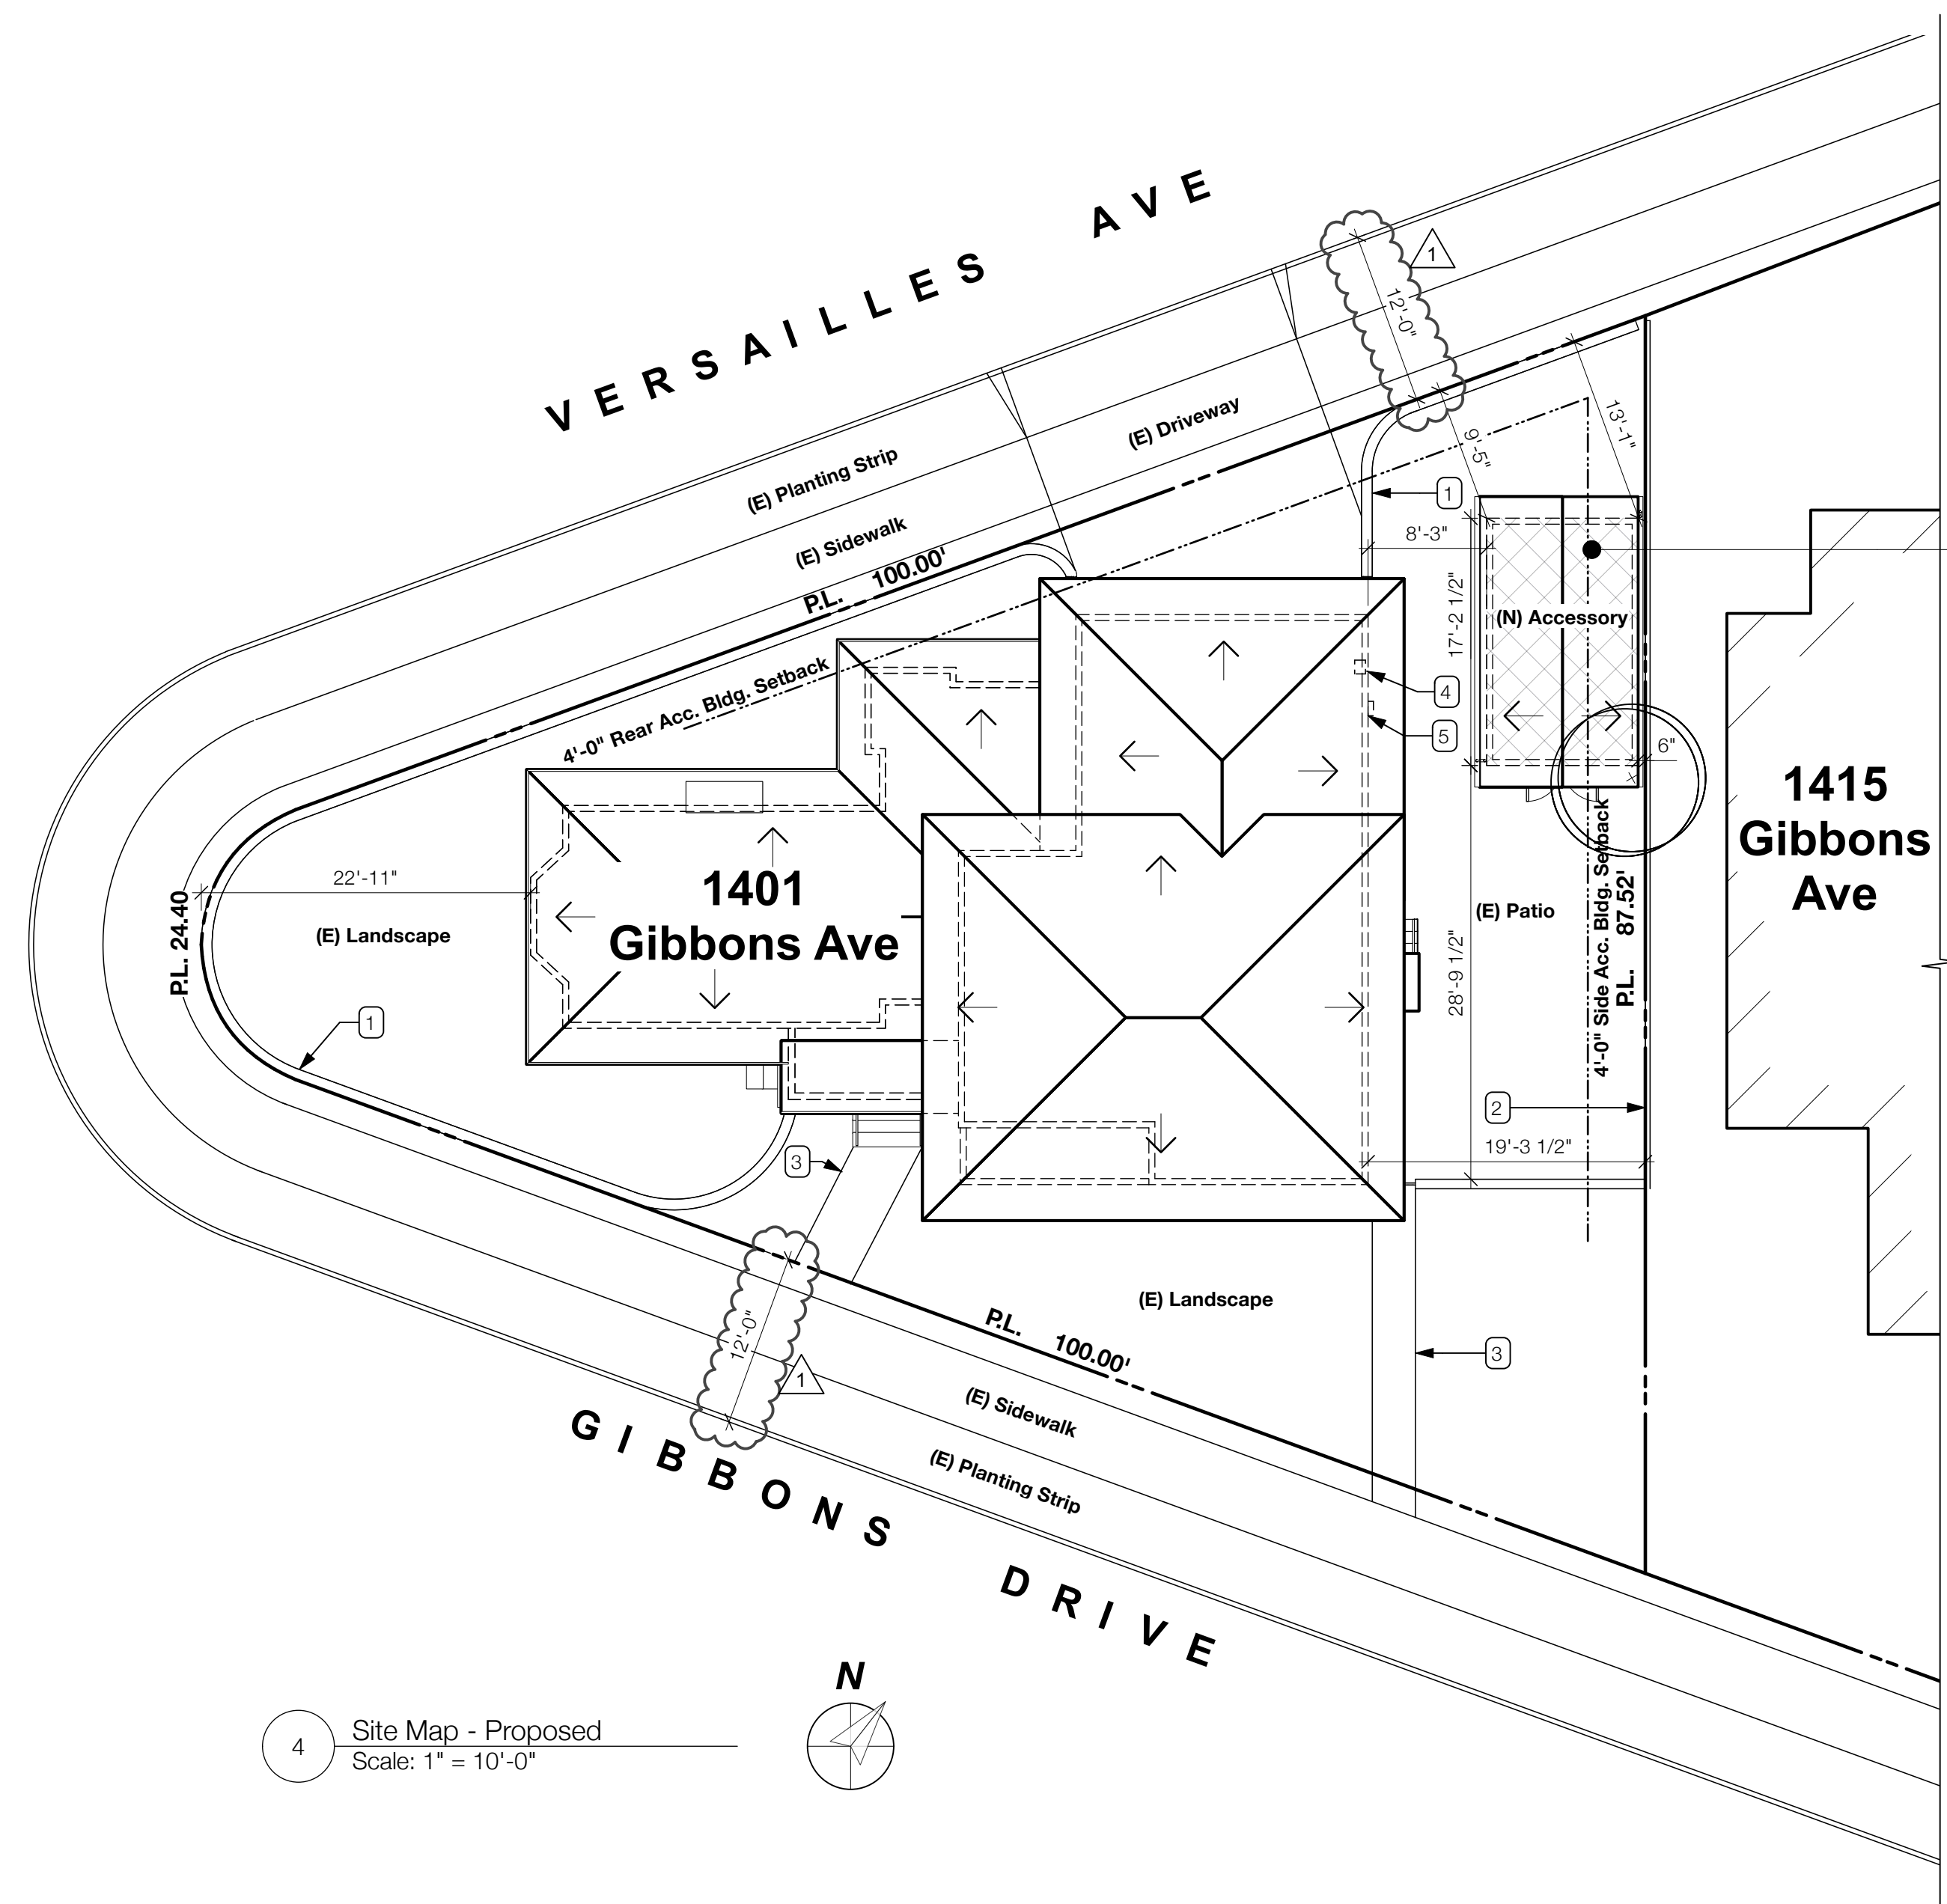 VERSAILLES AVE
1
12'-0"
(E) Driveway
13'-1"
9'-5"
(E) Planting Strip
1
(E) Sidewalk
8'-3"
P.L. 100.00'
17'-2 1/2"
(N) Accessory
4'-0" Rear Acc. Bldg. Setback
4
5
6"
1415
Gibbons
Ave
22'-11"
1401
Gibbons Ave
P.L. 24.40
(E) Landscape
(E) Patio
4'-0" Side Acc. Bldg. Setback
P.L. 87.52'
28'-9 1/2"
1
2
19'-3 1/2"
3
(E) Landscape
12'-0"
P.L. 100.00'
3
1
(E) Sidewalk
(E) Planting Strip
GIBBONS DRIVE
N
4
Site Map - Proposed
Scale: 1" = 10'-0"